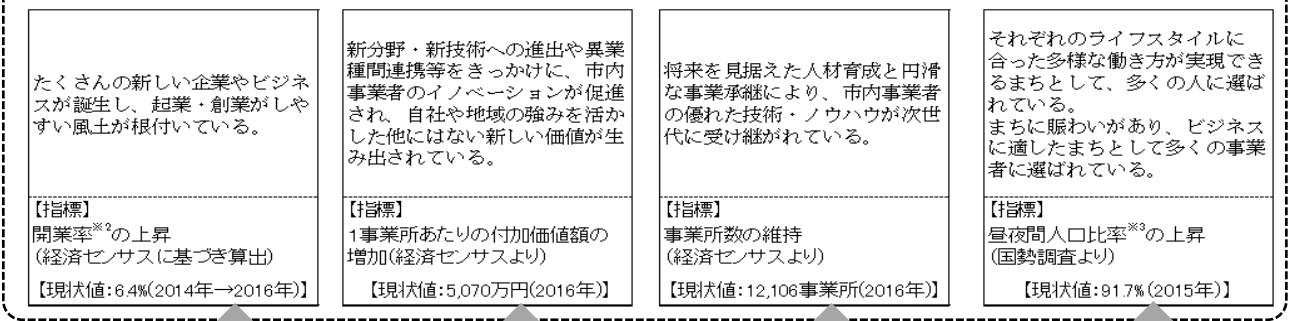 たくさんの新しい企業やビジネ
スが誕生し、起業・創業がしや
すい風土が根付いている。
【指標】
開業率※2の上昇
(経済センサスに基づき算出)
【現状値:6.4%(2014年→2016年)】
新分野・新技術への進出や異業
種間連携等をきっかけに、市内
事業者のイノベーションが促進
され、自社や地域の強みを活か
した他にはない新しい価値が生
み出されている。
【指標】
1事業所あたりの付加価値額の
増加(経済センサスより)
【現状値:5,070万円(2016年)】
将来を見据えた人材育成と円滑
な事業承継により、市内事業者
の優れた技術・ノウハウが次世
代に受け継がれている。
【指標】
事業所数の維持
(経済センサスより)
【現状値:12,106事業所(2016年)】
それぞれのライフスタイルに
合った多様な働き方が実現でき
るまちとして、多くの人に選ば
れている。
まちに賑わいがあり、ビジネス
に適したまちとして多くの事業
者に選ばれている。
【指標】
昼夜間人口比率※3の上昇
(国勢調査より)
【現状値:91.7%(2015年)】